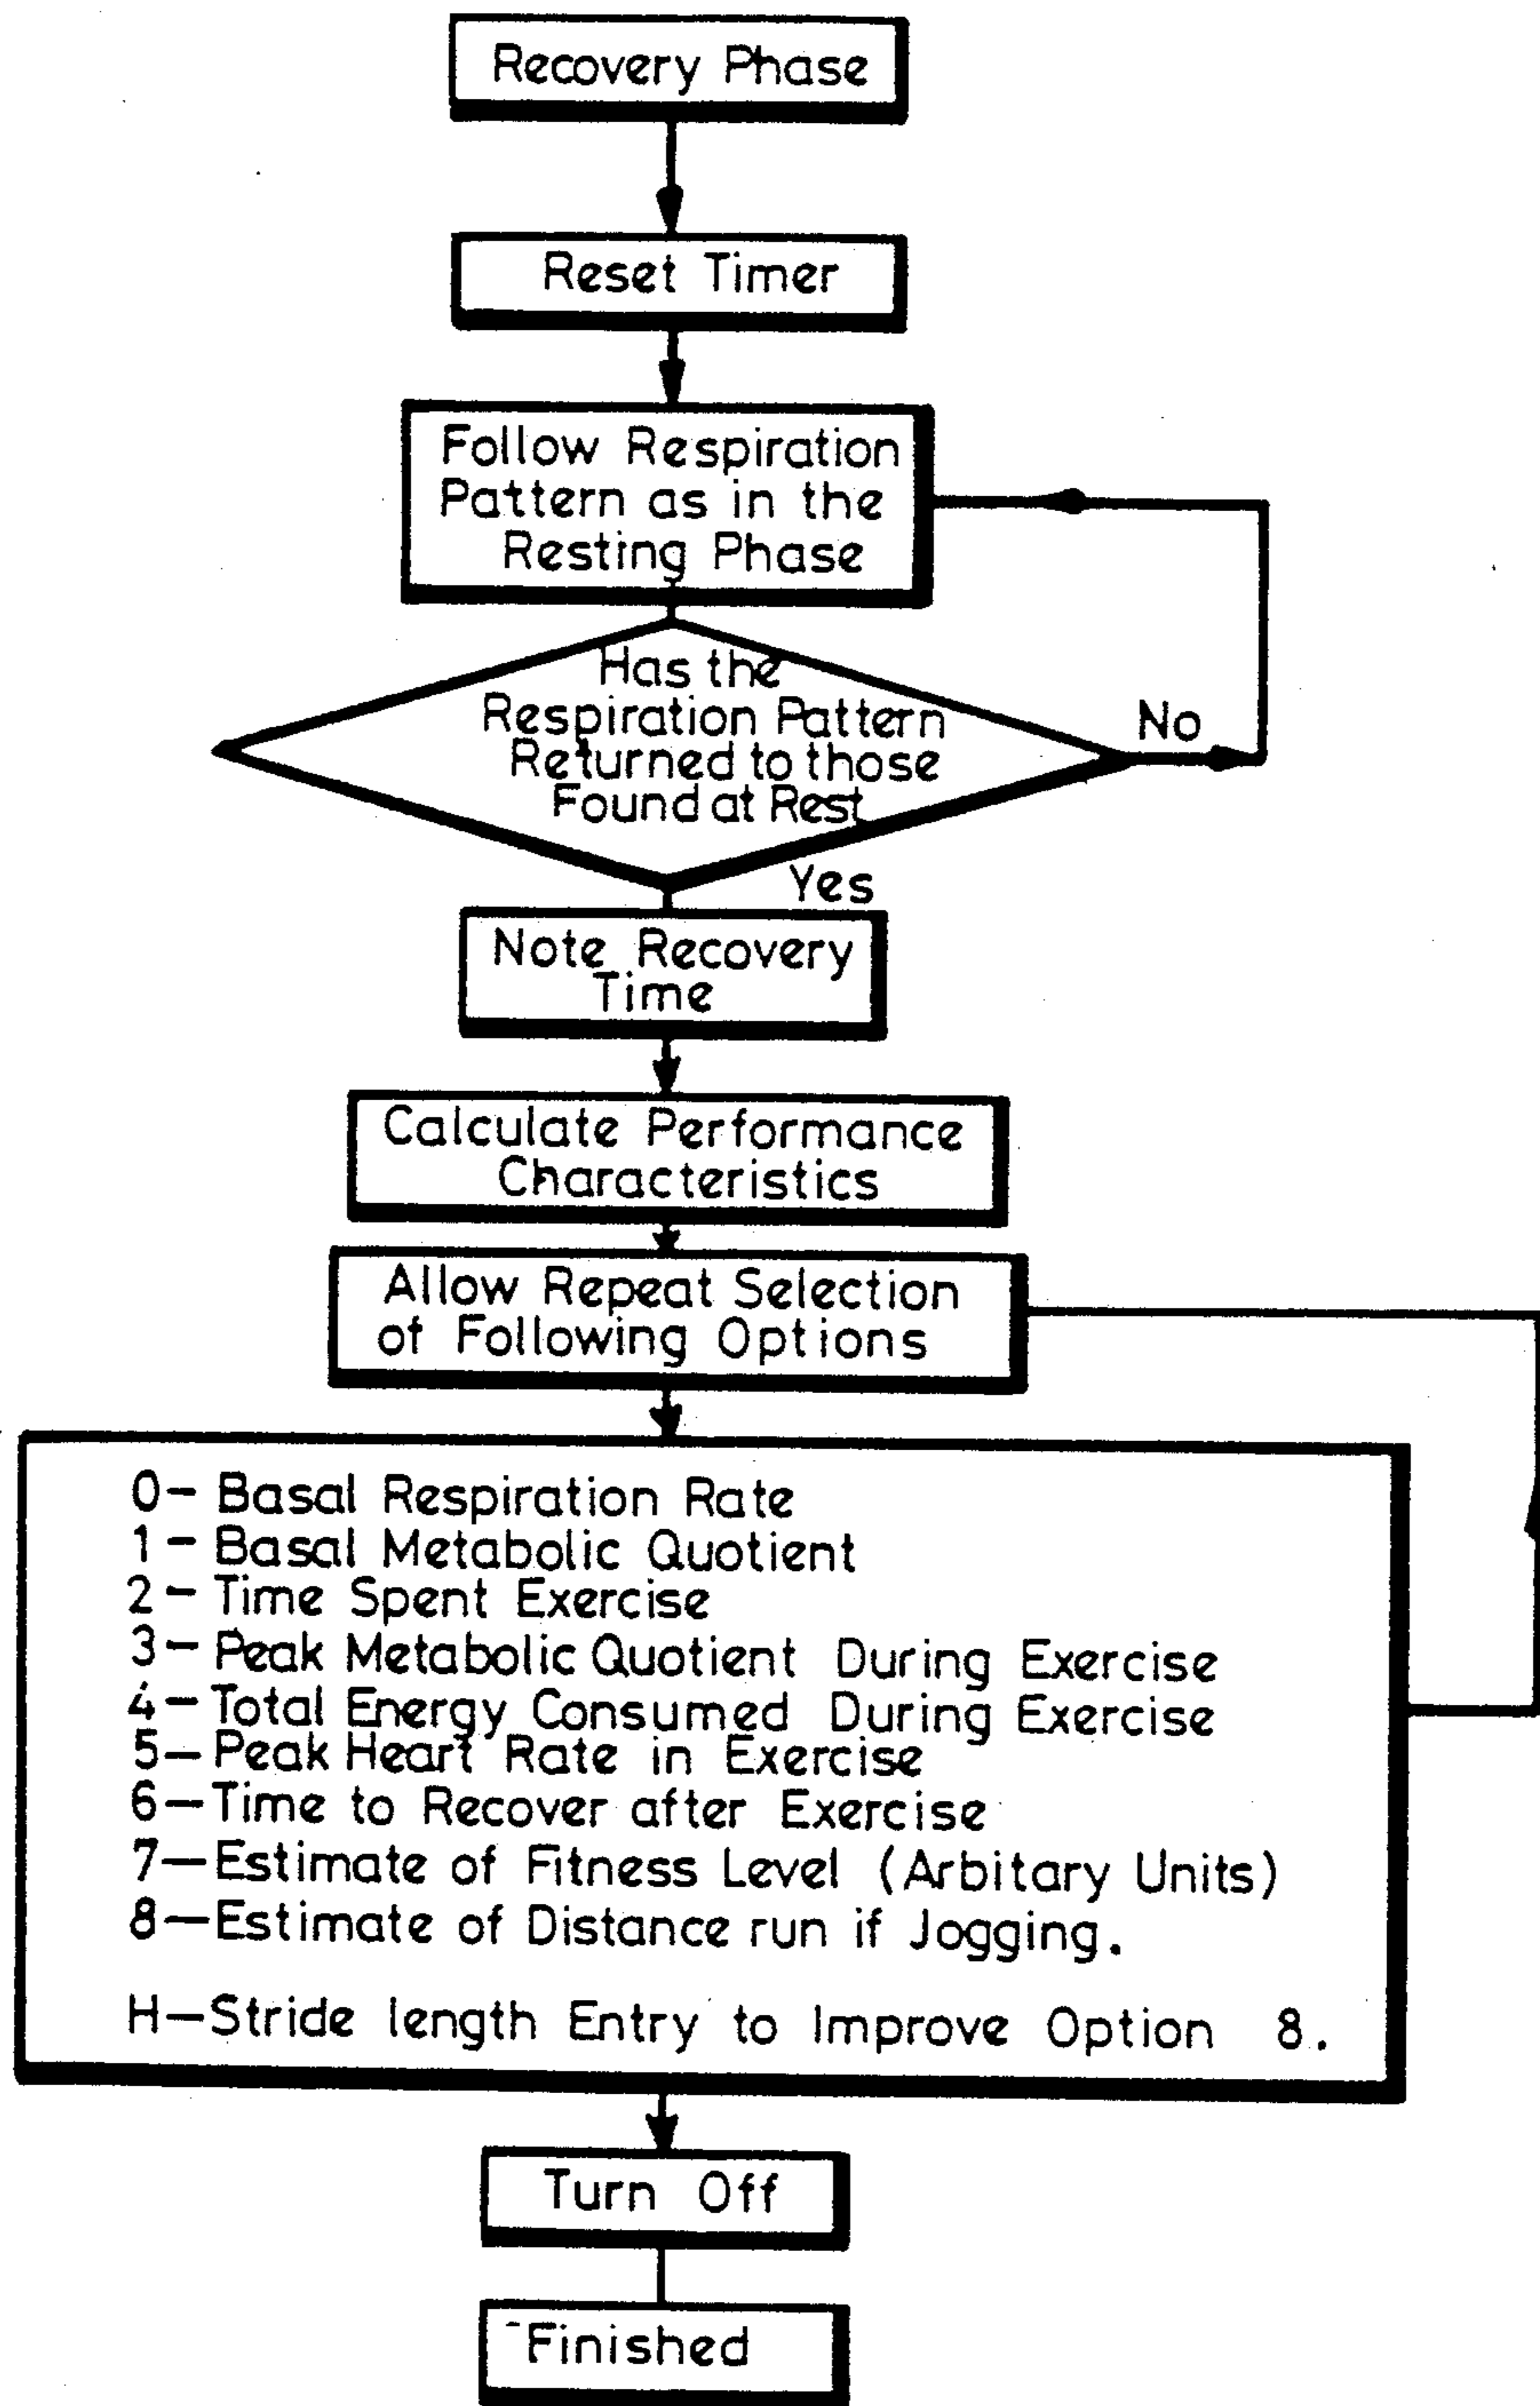 Recovery Phase
Reset Timer
Follow Respiration
Pattern as in the
Resting Phase
Has the
Respiration Pattern
Returned to those
Found at Rest
No
Yes
Note Recovery
Time
Calculate Performance
Characteristics
Allow Repeat Selection
of Following Options
0- Basal Respiration Rate
1- Basal Metabolic Quotient
2- Time Spent Exercise
3- Peak Metabolic Quotient During Exercise
4- Total Energy Consumed During Exercise
5- Peak Heart Rate in Exercise
6- Time to Recover after Exercise
7- Estimate of Fitness Level (Arbitary Units)
8- Estimate of Distance run if Jogging.
H- Stride length Entry to Improve Option 8.
Turn Off
Finished